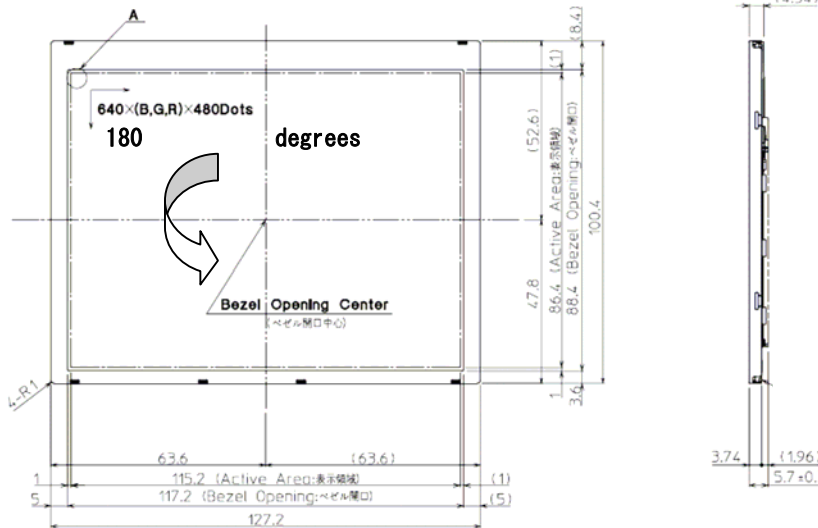 A
640×(B,G,R)×480Dots
180 degrees
Bezel Opening Center
(ベゼル開口中心)
4-R1
(8.4)
(1)
(52.6)
47.8
86.4 (Active Area:表示領域)
88.4 (Bezel Opening:ベゼル開口)
100.4
1
3.6
63.6 (63.6)
1 115.2 (Active Area:表示領域) (1)
5 117.2 (Bezel Opening:ベゼル開口) (5)
127.2
3.74 (1.96)
5.7±0.